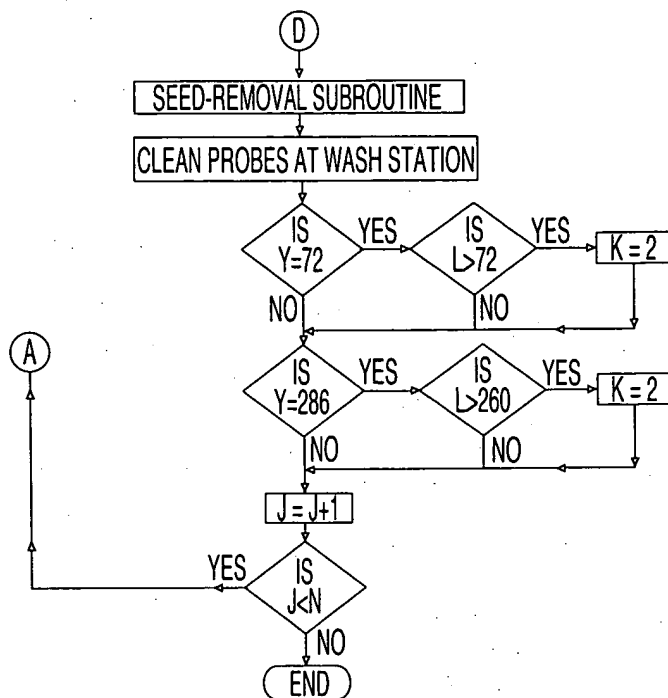 D
SEED-REMOVAL SUBROUTINE
CLEAN PROBES AT WASH STATION
IS
Y=72
YES
IS
L>72
YES
K = 2
NO
NO
A
IS
Y=286
YES
IS
L>260
YES
K = 2
NO
NO
J = J+1
YES
IS
J<N
NO
END